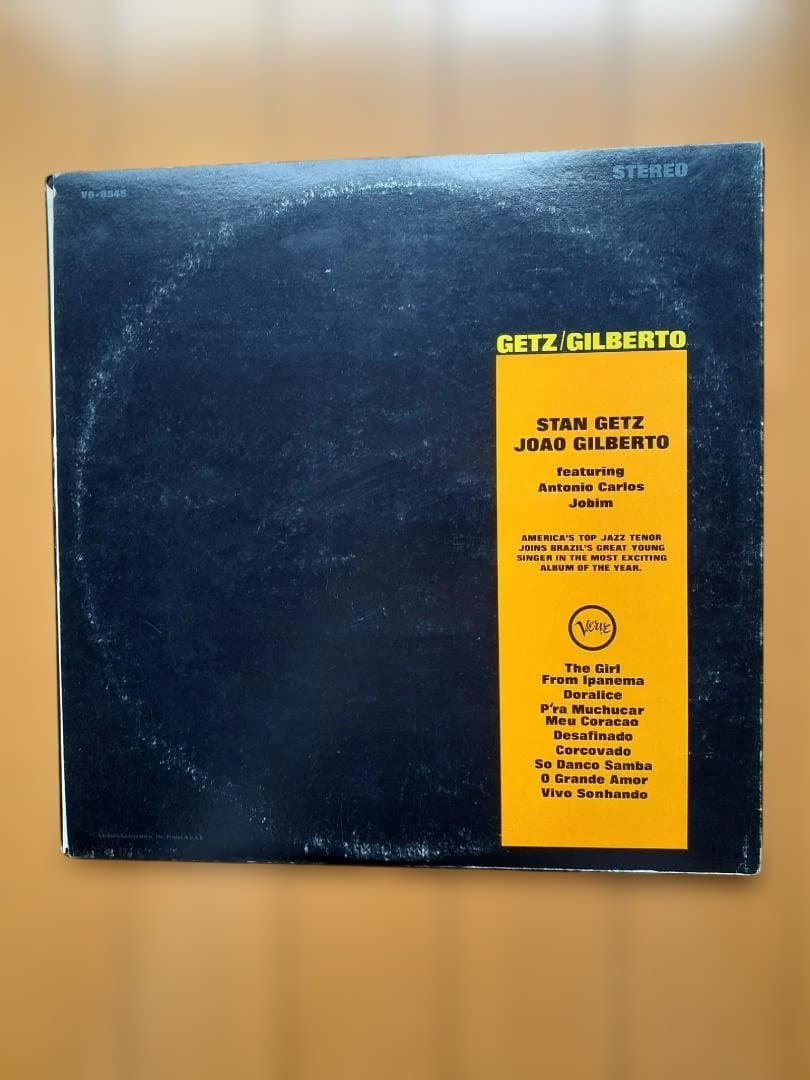 V6-8545
STEREO
GETZ/GILBERTO
STAN GETZ
JOAO GILBERTO
featuring
Antonio Carlos
Jobim
AMERICA'S TOP JAZZ TENOR
JOINS BRAZIL'S GREAT YOUNG
SINGER IN THE MOST EXCITING
ALBUM OF THE YEAR.
Verve
The Girl
From Ipanema
Doralice
P'ra Muchucar
Meu Coracao
Desafinado
Corcovado
So Danco Samba
O Grande Amor
Vivo Sonhando